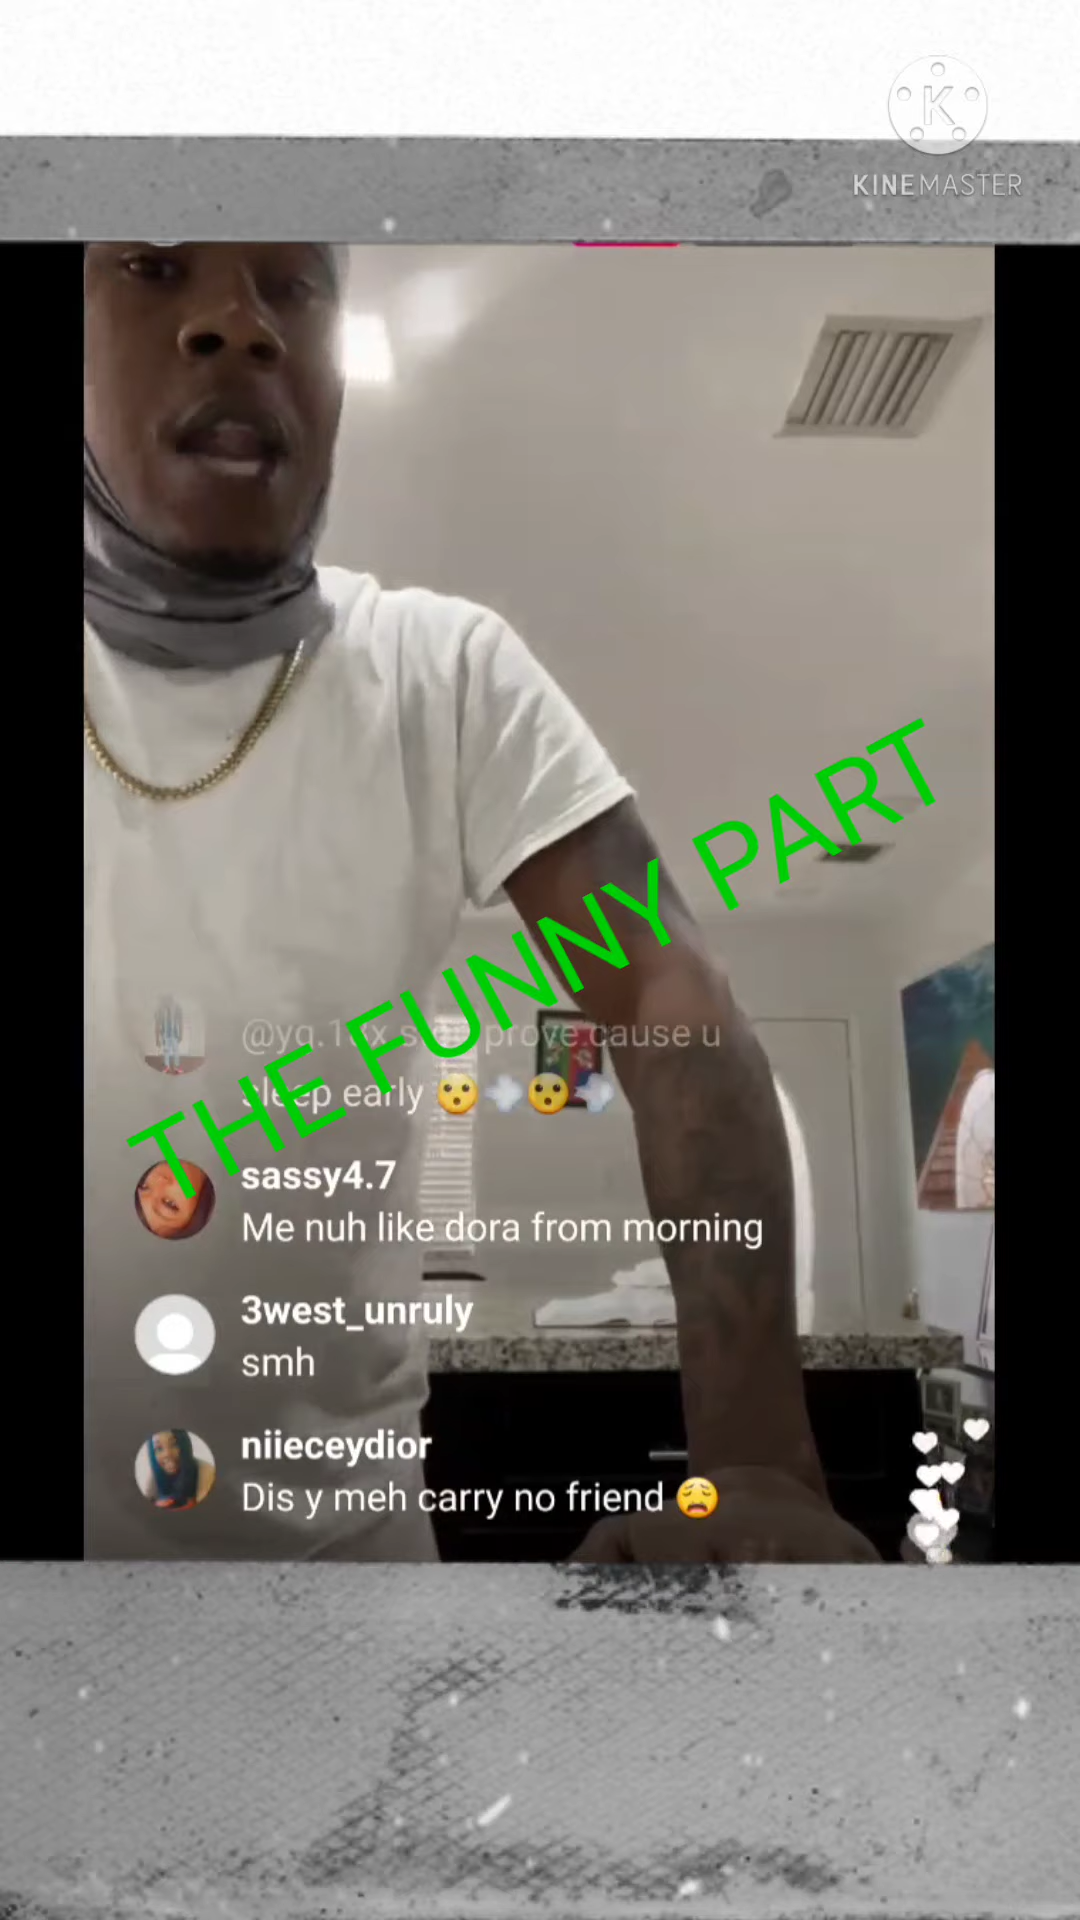 KINEMASTER
THE FUNNY PART
prove cause u
sleep early 😮💨😮💨
sassy4.7
Me nuh like dora from morning
3west_unruly
smh
niieceydior
Dis y meh carry no friend 😩